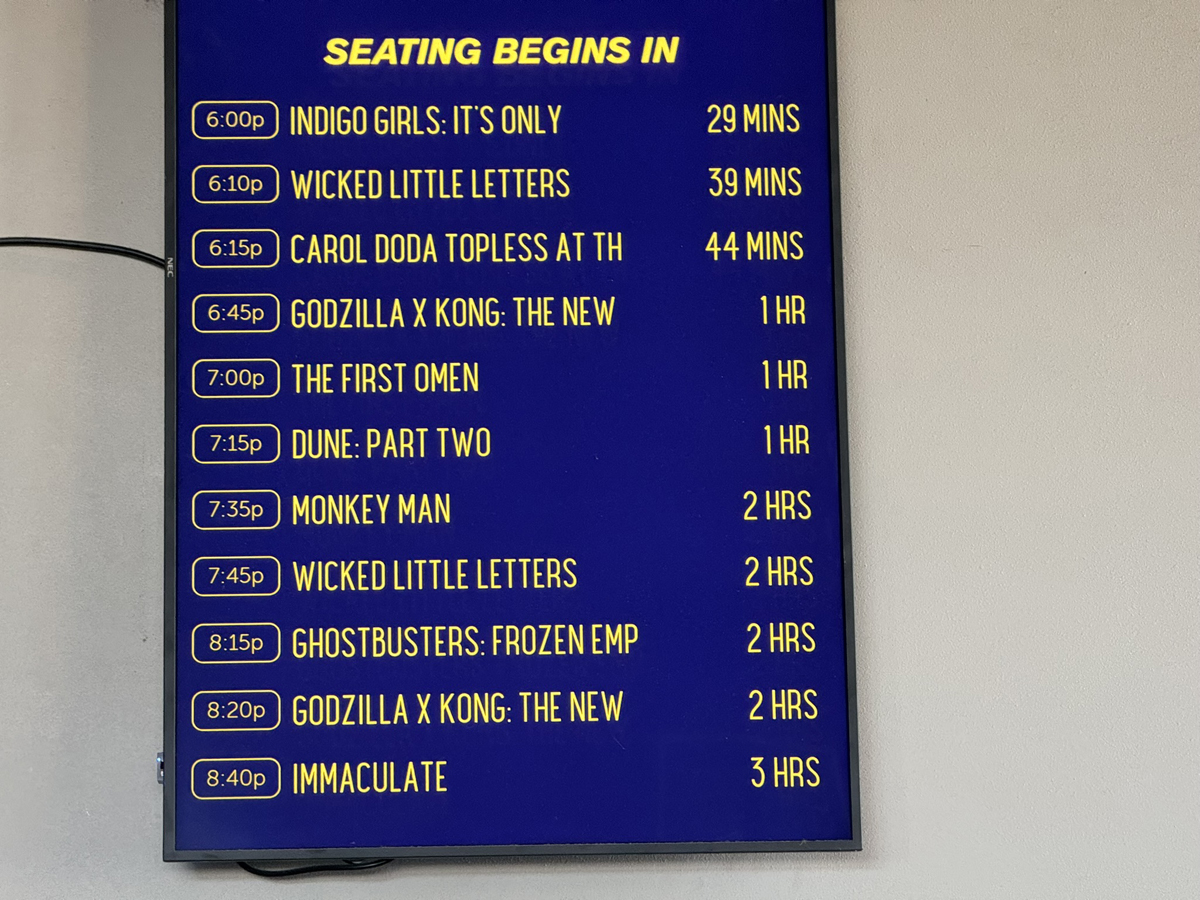 SEATING BEGINS IN
6:00p INDIGO GIRLS: IT'S ONLY 29 MINS
6:10p WICKED LITTLE LETTERS 39 MINS
6:15p CAROL DODA TOPLESS AT TH 44 MINS
6:45p GODZILLA X KONG: THE NEW 1 HR
7:00p THE FIRST OMEN 1 HR
7:15p DUNE: PART TWO 1 HR
7:35p MONKEY MAN 2 HRS
7:45p WICKED LITTLE LETTERS 2 HRS
8:15p GHOSTBUSTERS: FROZEN EMP 2 HRS
8:20p GODZILLA X KONG: THE NEW 2 HRS
8:40p IMMACULATE 3 HRS
NEC